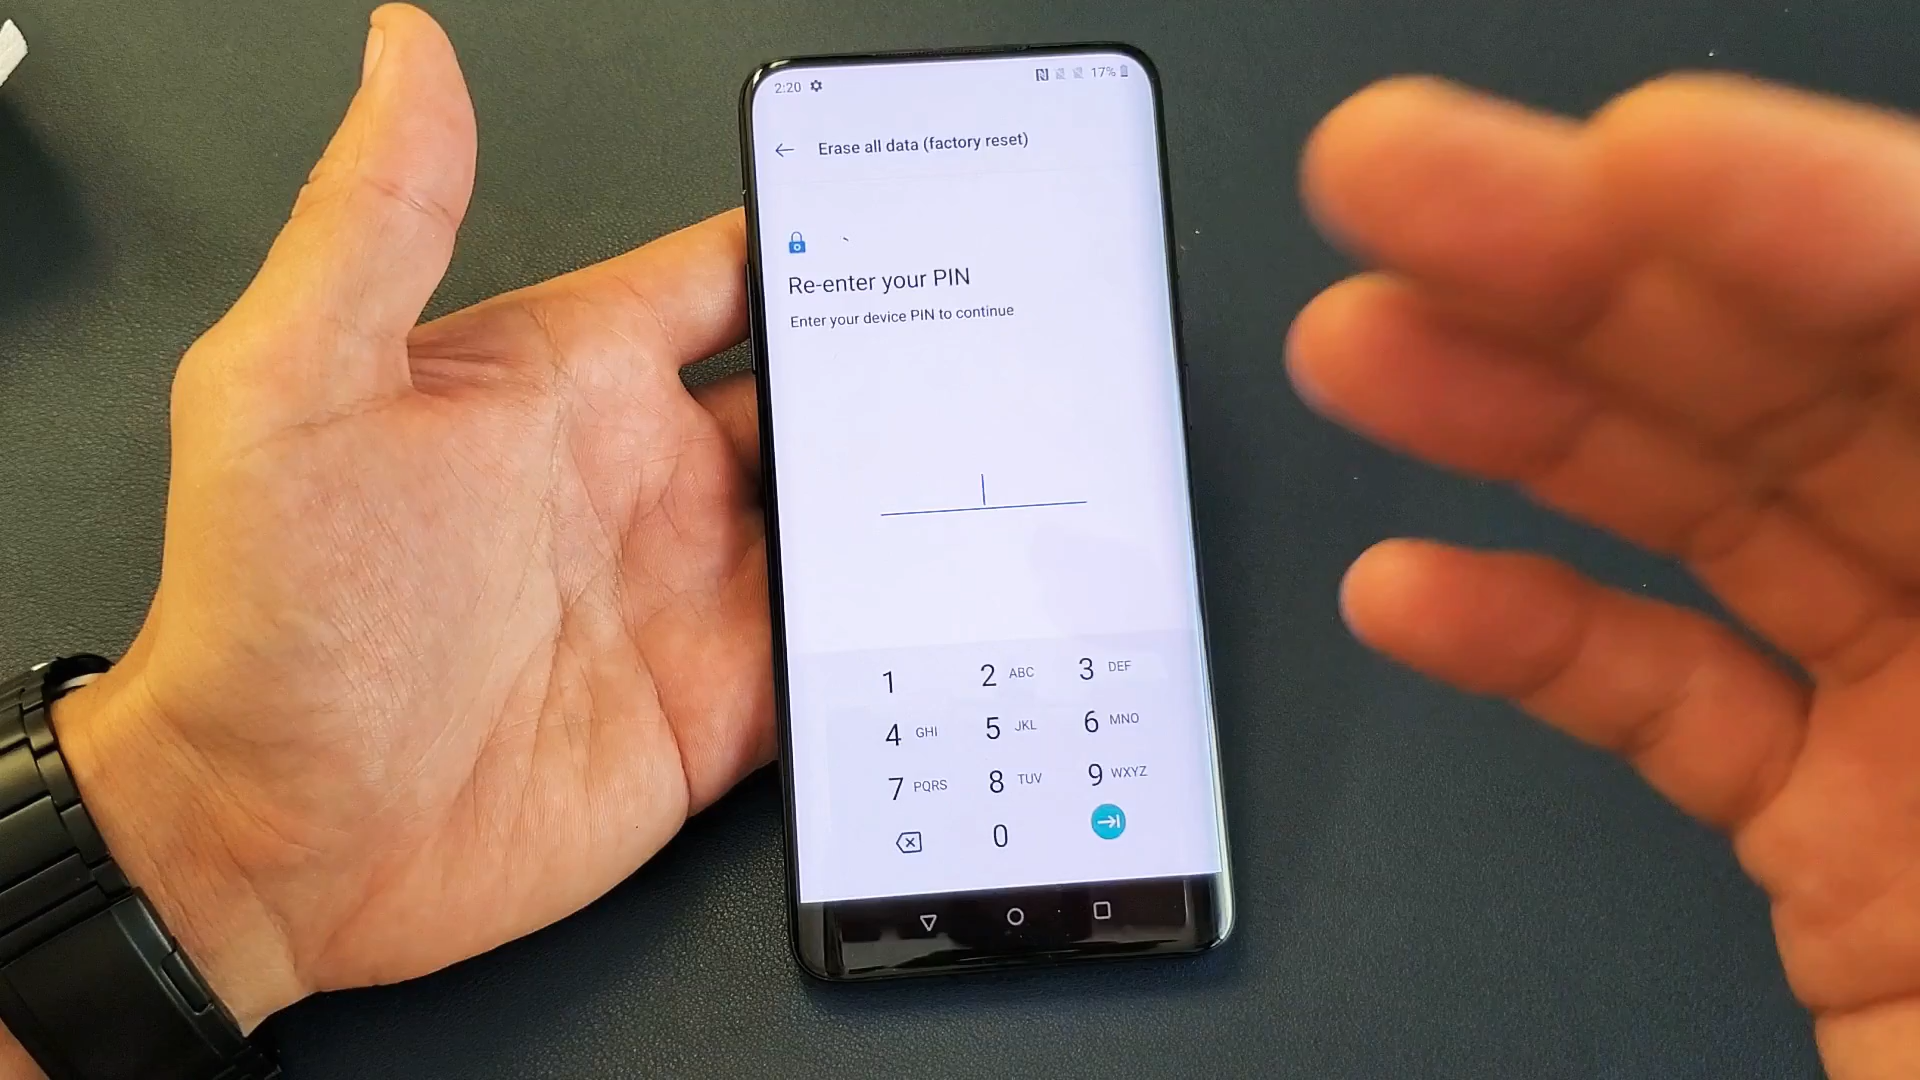 2:20 17%
Erase all data (factory reset)
Re-enter your PIN
Enter your device PIN to continue
1 2 ABC 3 DEF
4 GHI 5 JKL 6 MNO
7 PQRS 8 TUV 9 WXYZ
0